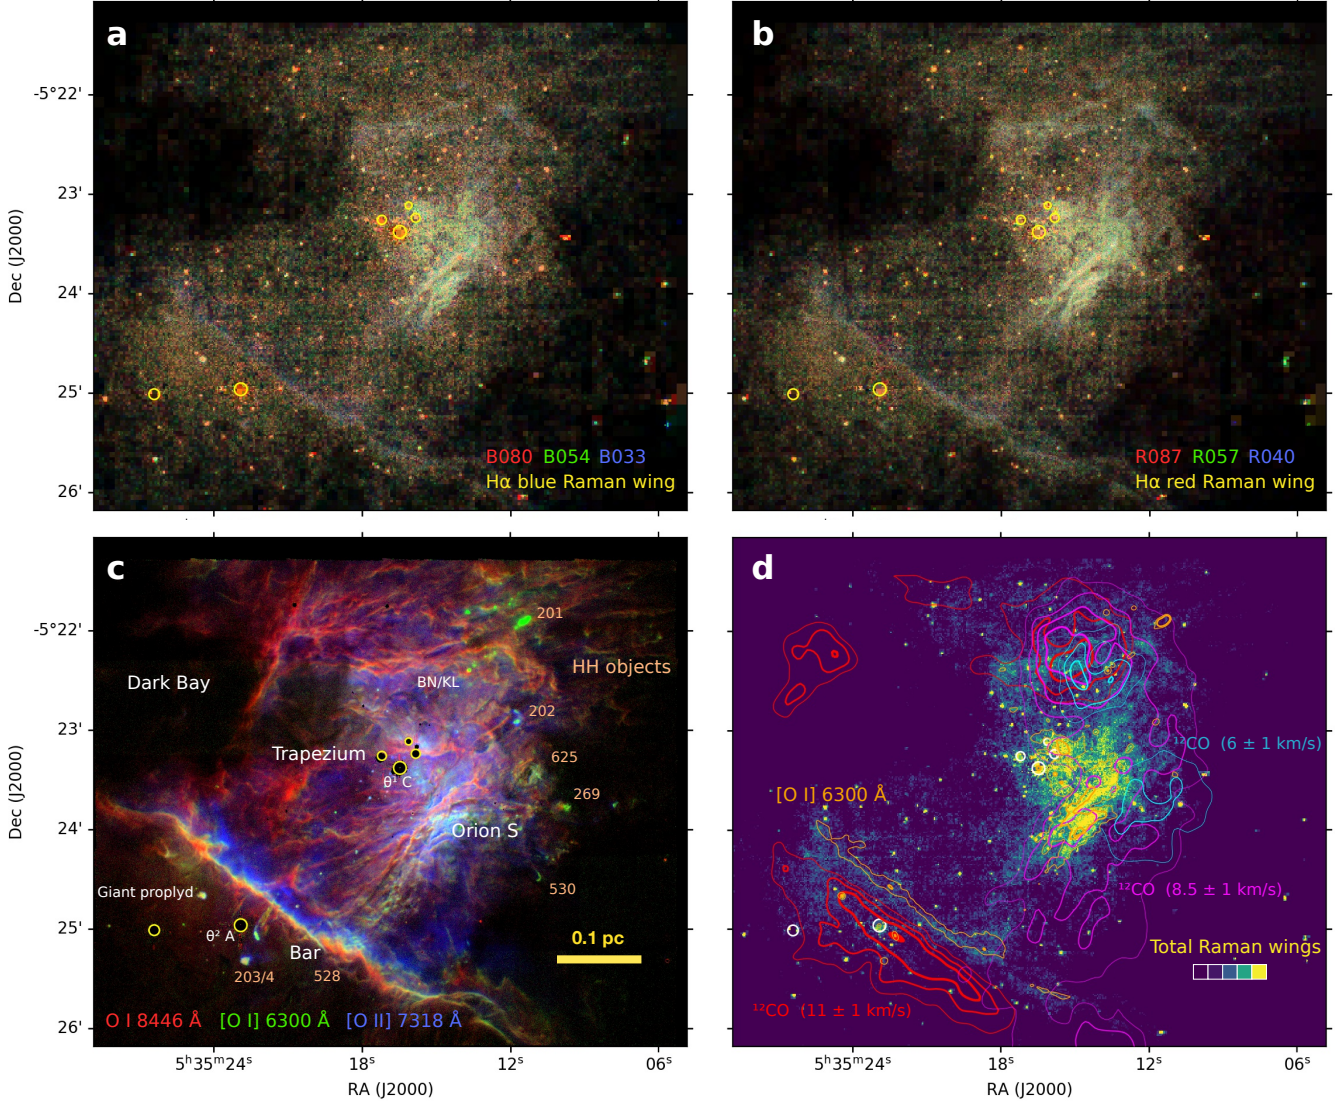 a
b
-5°22'
23'
24'
25'
26'
Dec (J2000)
B080 B054 B033
Hα blue Raman wing
R087 R057 R040
Hα red Raman wing
c
d
-5°22'
23'
24'
25'
26'
Dec (J2000)
201
HH objects
Dark Bay
BN/KL
202
Trapezium
625
θ¹ C
269
Orion S
Giant proplyd
530
θ² A
Bar
0.1 pc
203/4
528
O I 8446 Å [O I] 6300 Å [O II] 7318 Å
¹²CO (6 ± 1 km/s)
[O I] 6300 Å
¹²CO (8.5 ± 1 km/s)
Total Raman wings
¹²CO (11 ± 1 km/s)
5ʰ35ᵐ24ˢ
18ˢ
12ˢ
06ˢ
RA (J2000)
5ʰ35ᵐ24ˢ
18ˢ
12ˢ
06ˢ
RA (J2000)